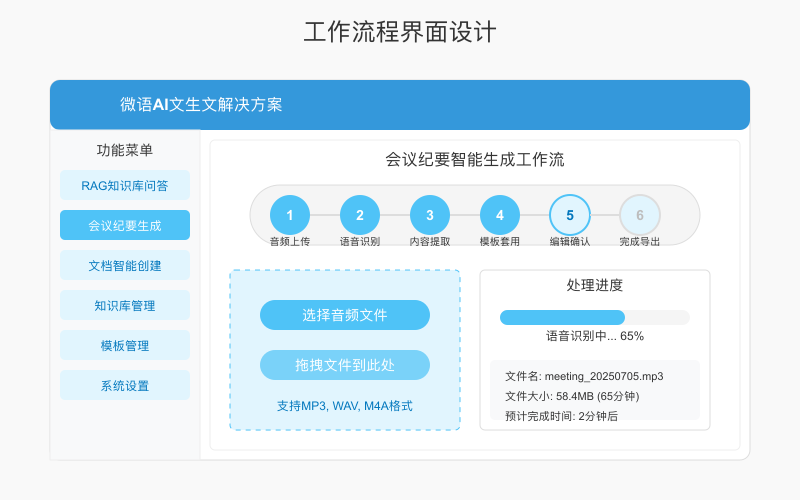 工作流程界面设计
微语AI文生文解决方案
功能菜单
RAG知识库问答
会议纪要生成
文档智能创建
知识库管理
模板管理
系统设置
会议纪要智能生成工作流
1 2 3 4 5 6
音频上传 语音识别 内容提取 模板套用 编辑确认 完成导出
选择音频文件
拖拽文件到此处
支持MP3, WAV, M4A格式
处理进度
语音识别中... 65%
文件名: meeting_20250705.mp3
文件大小: 58.4MB (65分钟)
预计完成时间: 2分钟后